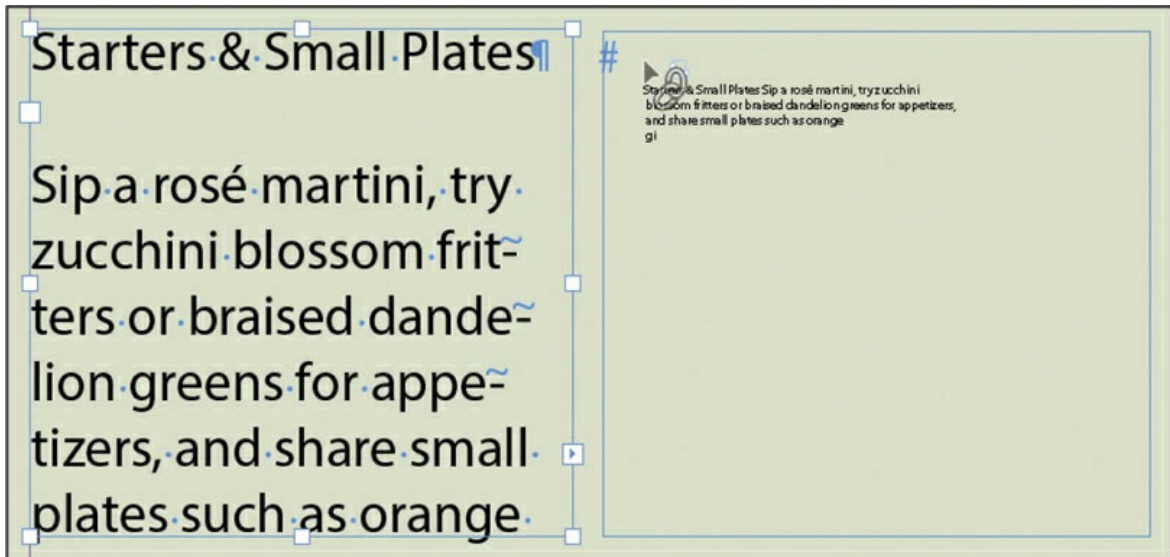 Starters & Small Plates¶
Sip a rosé martini, try
zucchini blossom frit-
ters or braised dande-
lion greens for appe-
tizers, and share small
plates such as orange
#
Starters & Small Plates Sip a rosé martini, try zucchini
blossom fritters or braised dandelion greens for appetizers,
and share small plates such as orange
gi